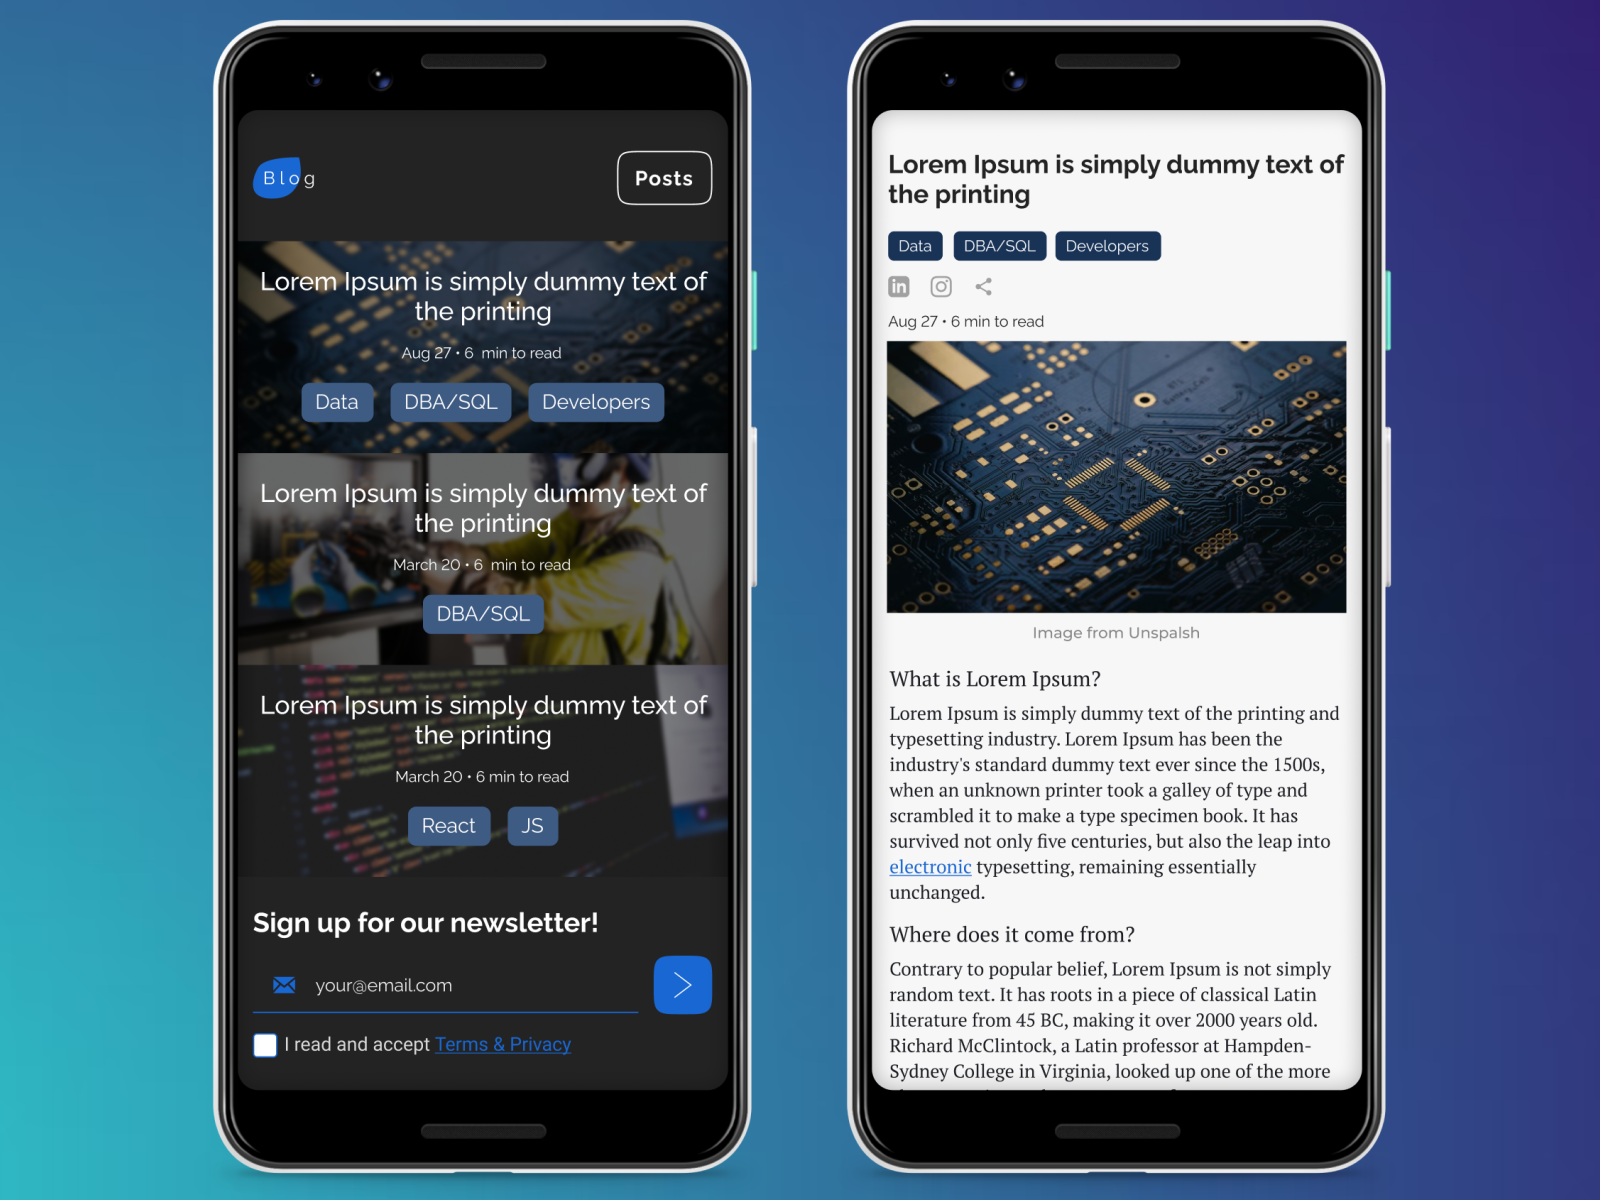 Blog
Posts
Lorem Ipsum is simply dummy text of
the printing
Aug 27 • 6 min to read
Data
DBA/SQL
Developers
Lorem Ipsum is simply dummy text of
the printing
March 20 • 6 min to read
DBA/SQL
Lorem Ipsum is simply dummy text of
the printing
March 20 • 6 min to read
React
JS
Sign up for our newsletter!
your@email.com
I read and accept Terms & Privacy
Lorem Ipsum is simply dummy text of
the printing
Data
DBA/SQL
Developers
in
Aug 27 • 6 min to read
Image from Unspalsh
What is Lorem Ipsum?
Lorem Ipsum is simply dummy text of the printing and
typesetting industry. Lorem Ipsum has been the
industry's standard dummy text ever since the 1500s,
when an unknown printer took a galley of type and
scrambled it to make a type specimen book. It has
survived not only five centuries, but also the leap into
electronic typesetting, remaining essentially
unchanged.
Where does it come from?
Contrary to popular belief, Lorem Ipsum is not simply
random text. It has roots in a piece of classical Latin
literature from 45 BC, making it over 2000 years old.
Richard McClintock, a Latin professor at Hampden-
Sydney College in Virginia, looked up one of the more